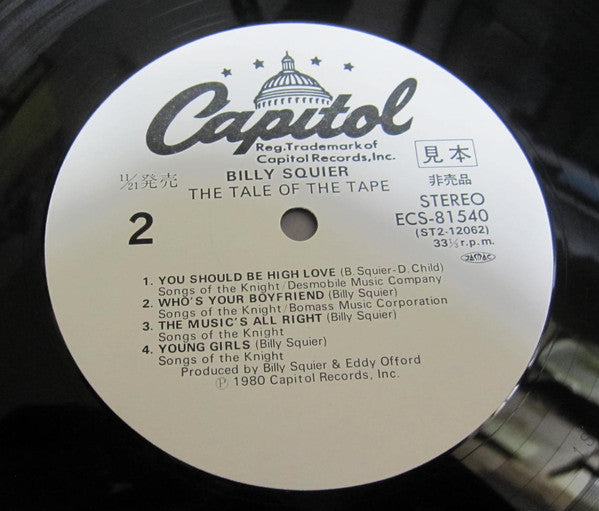 Capitol
Reg. Trademark of
Capitol Records, Inc.
BILLY SQUIER
THE TALE OF THE TAPE
11/21発売
見本
非売品
STEREO
ECS-81540
(ST2-12062)
33⅓ r.p.m.
JASRAC
2
1. YOU SHOULD BE HIGH LOVE (B. Squier-D. Child)
Songs of the Knight/Desmobile Music Company
2. WHO'S YOUR BOYFRIEND (Billy Squier)
Songs of the Knight/Bomass Music Corporation
3. THE MUSIC'S ALL RIGHT (Billy Squier)
Songs of the Knight
4. YOUNG GIRLS (Billy Squier)
Songs of the Knight
Produced by Billy Squier & Eddy Offord
℗ 1980 Capitol Records, Inc.